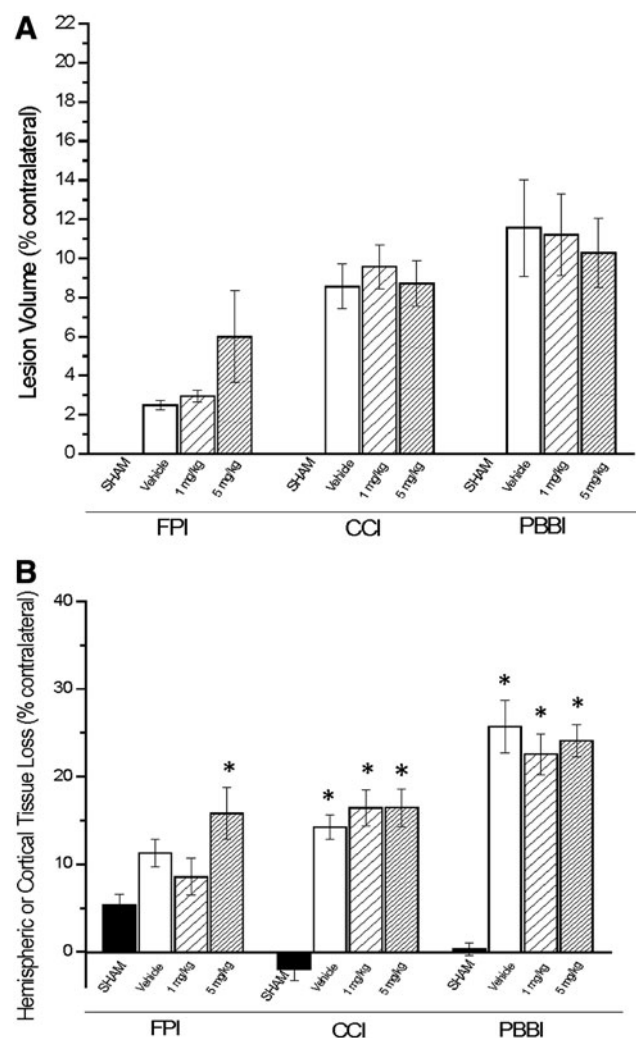 A
Lesion Volume (% contralateral)
22
20
18
16
14
12
10
8
6
4
2
0
SHAM Vehicle 1 mg/kg 5 mg/kg SHAM Vehicle 1 mg/kg 5 mg/kg SHAM Vehicle 1 mg/kg 5 mg/kg
FPI CCI PBBI
B
Hemispheric or Cortical Tissue Loss (% contralateral)
40
30
20
10
0
* * * * * * *
SHAM Vehicle 1 mg/kg 5 mg/kg SHAM Vehicle 1 mg/kg 5 mg/kg SHAM Vehicle 1 mg/kg 5 mg/kg
FPI CCI PBBI